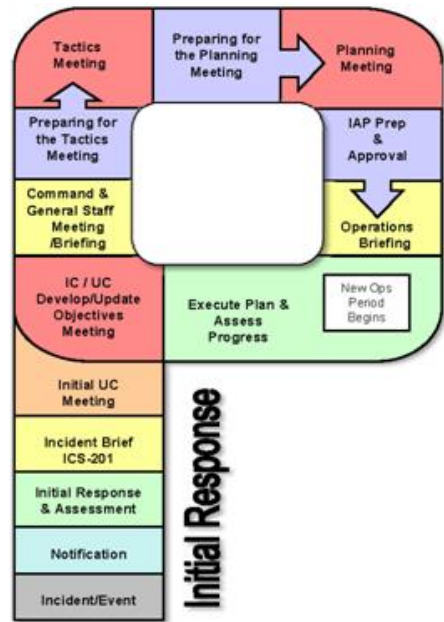 Tactics
Meeting
Preparing for
the Planning
Meeting
Planning
Meeting
Preparing for
the Tactics
Meeting
IAP Prep
&
Approval
Command &
General Staff
Meeting
/Briefing
Operations
Briefing
IC / UC
Develop/Update
Objectives
Meeting
Execute Plan &
Assess
Progress
New Ops
Period
Begins
Initial UC
Meeting
Incident Brief
ICS-201
Initial Response
& Assessment
Notification
Incident/Event
Initial Response